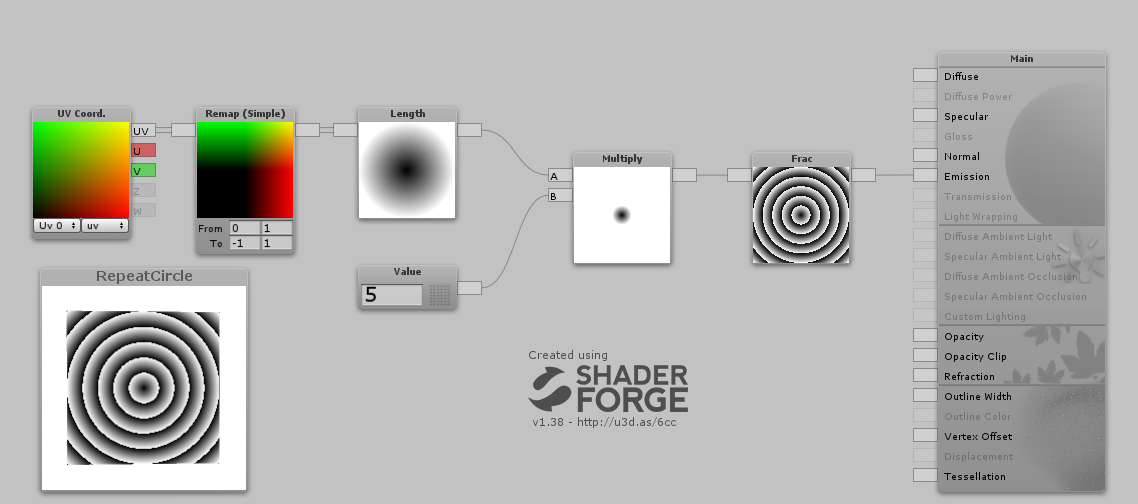 UV Coord.
UV
U
V
Z
W
Uv 0
uv
Remap (Simple)
From 0 1
To -1 1
Length
Value
5
A
B
Multiply
Frac
RepeatCircle
Created using
SHADER
FORGE
v1.38 - http://u3d.as/6cc
Main
Diffuse
Diffuse Power
Specular
Gloss
Normal
Emission
Transmission
Light Wrapping
Diffuse Ambient Light
Specular Ambient Light
Diffuse Ambient Occlusion
Specular Ambient Occlusion
Custom Lighting
Opacity
Opacity Clip
Refraction
Outline Width
Outline Color
Vertex Offset
Displacement
Tessellation